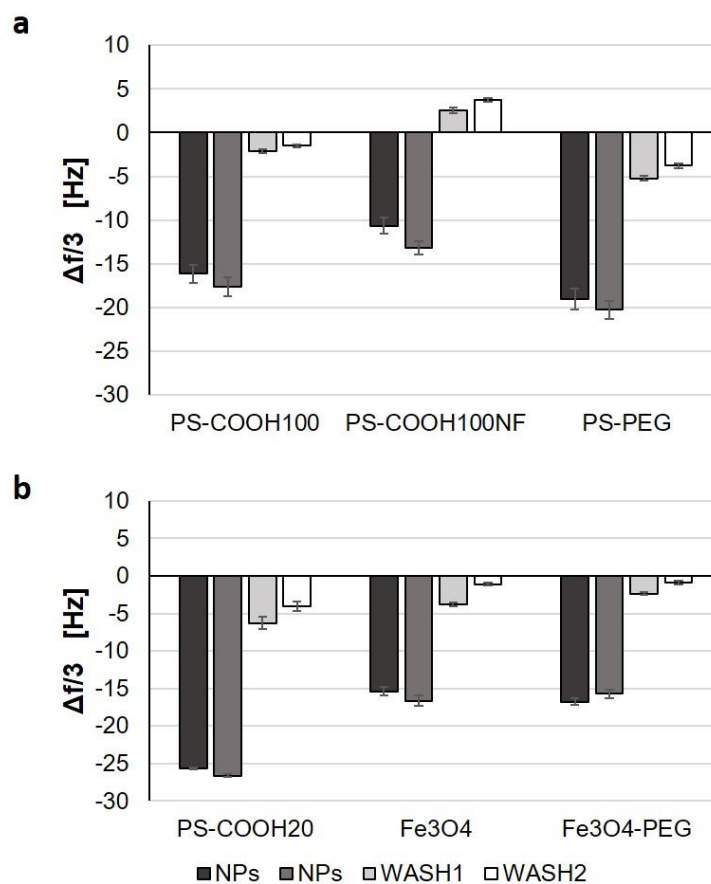 a
10
5
0
-5
-10
-15
-20
-25
-30
Δf/3 [Hz]
PS-COOH100 PS-COOH100NF PS-PEG
b
10
5
0
-5
-10
-15
-20
-25
-30
Δf/3 [Hz]
PS-COOH20 Fe3O4 Fe3O4-PEG
NPs NPs WASH1 WASH2